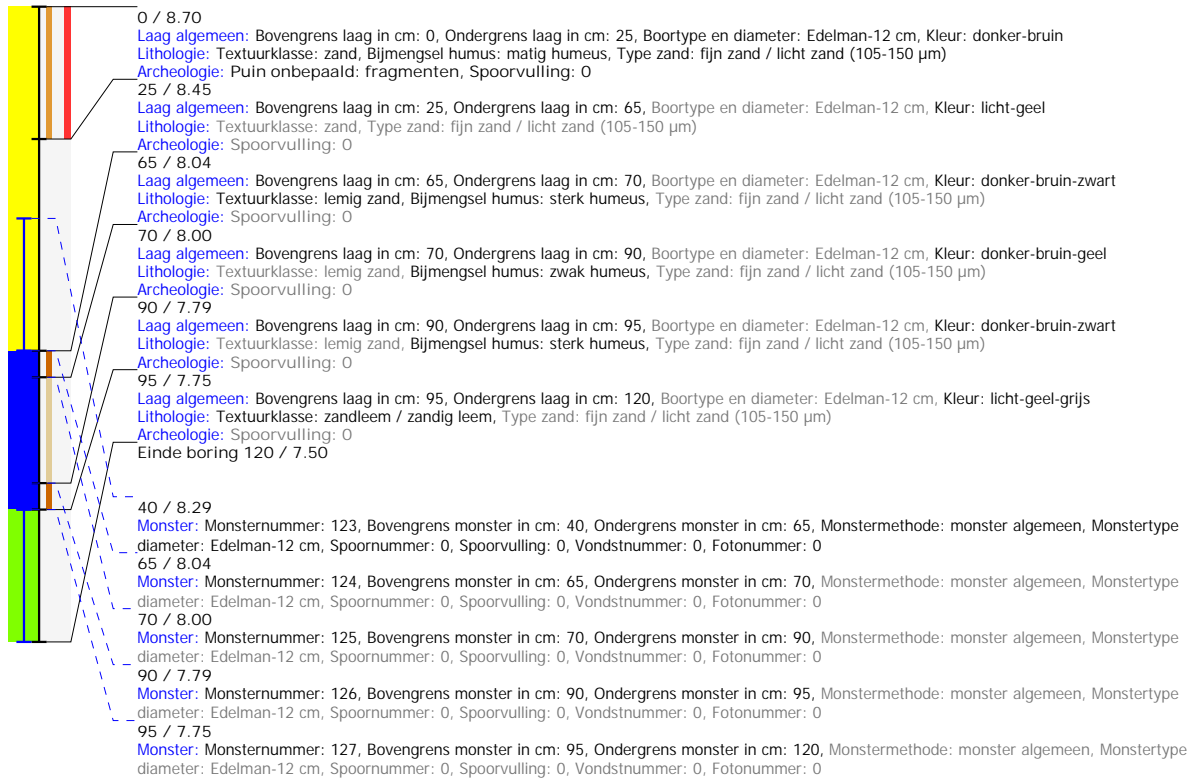 0 / 8.70
Laag algemeen: Bovengrens laag in cm: 0, Ondergrens laag in cm: 25, Boortype en diameter: Edelman-12 cm, Kleur: donker-bruin
Lithologie: Textuurklasse: zand, Bijmengsel humus: matig humeus, Type zand: fijn zand / licht zand (105-150 µm)
Archeologie: Puin onbepaald: fragmenten, Spoorvulling: 0
25 / 8.45
Laag algemeen: Bovengrens laag in cm: 25, Ondergrens laag in cm: 65, Boortype en diameter: Edelman-12 cm, Kleur: licht-geel
Lithologie: Textuurklasse: zand, Type zand: fijn zand / licht zand (105-150 µm)
Archeologie: Spoorvulling: 0
65 / 8.04
Laag algemeen: Bovengrens laag in cm: 65, Ondergrens laag in cm: 70, Boortype en diameter: Edelman-12 cm, Kleur: donker-bruin-zwart
Lithologie: Textuurklasse: lemig zand, Bijmengsel humus: sterk humeus, Type zand: fijn zand / licht zand (105-150 µm)
Archeologie: Spoorvulling: 0
70 / 8.00
Laag algemeen: Bovengrens laag in cm: 70, Ondergrens laag in cm: 90, Boortype en diameter: Edelman-12 cm, Kleur: donker-bruin-geel
Lithologie: Textuurklasse: lemig zand, Bijmengsel humus: zwak humeus, Type zand: fijn zand / licht zand (105-150 µm)
Archeologie: Spoorvulling: 0
90 / 7.79
Laag algemeen: Bovengrens laag in cm: 90, Ondergrens laag in cm: 95, Boortype en diameter: Edelman-12 cm, Kleur: donker-bruin-zwart
Lithologie: Textuurklasse: lemig zand, Bijmengsel humus: sterk humeus, Type zand: fijn zand / licht zand (105-150 µm)
Archeologie: Spoorvulling: 0
95 / 7.75
Laag algemeen: Bovengrens laag in cm: 95, Ondergrens laag in cm: 120, Boortype en diameter: Edelman-12 cm, Kleur: licht-geel-grijs
Lithologie: Textuurklasse: zandleem / zandig leem, Type zand: fijn zand / licht zand (105-150 µm)
Archeologie: Spoorvulling: 0
Einde boring 120 / 7.50
40 / 8.29
Monster: Monsternummer: 123, Bovengrens monster in cm: 40, Ondergrens monster in cm: 65, Monstermethode: monster algemeen, Monstertype
diameter: Edelman-12 cm, Spoornummer: 0, Spoorvulling: 0, Vondstnummer: 0, Fotonummer: 0
65 / 8.04
Monster: Monsternummer: 124, Bovengrens monster in cm: 65, Ondergrens monster in cm: 70, Monstermethode: monster algemeen, Monstertype
diameter: Edelman-12 cm, Spoornummer: 0, Spoorvulling: 0, Vondstnummer: 0, Fotonummer: 0
70 / 8.00
Monster: Monsternummer: 125, Bovengrens monster in cm: 70, Ondergrens monster in cm: 90, Monstermethode: monster algemeen, Monstertype
diameter: Edelman-12 cm, Spoornummer: 0, Spoorvulling: 0, Vondstnummer: 0, Fotonummer: 0
90 / 7.79
Monster: Monsternummer: 126, Bovengrens monster in cm: 90, Ondergrens monster in cm: 95, Monstermethode: monster algemeen, Monstertype
diameter: Edelman-12 cm, Spoornummer: 0, Spoorvulling: 0, Vondstnummer: 0, Fotonummer: 0
95 / 7.75
Monster: Monsternummer: 127, Bovengrens monster in cm: 95, Ondergrens monster in cm: 120, Monstermethode: monster algemeen, Monstertype
diameter: Edelman-12 cm, Spoornummer: 0, Spoorvulling: 0, Vondstnummer: 0, Fotonummer: 0